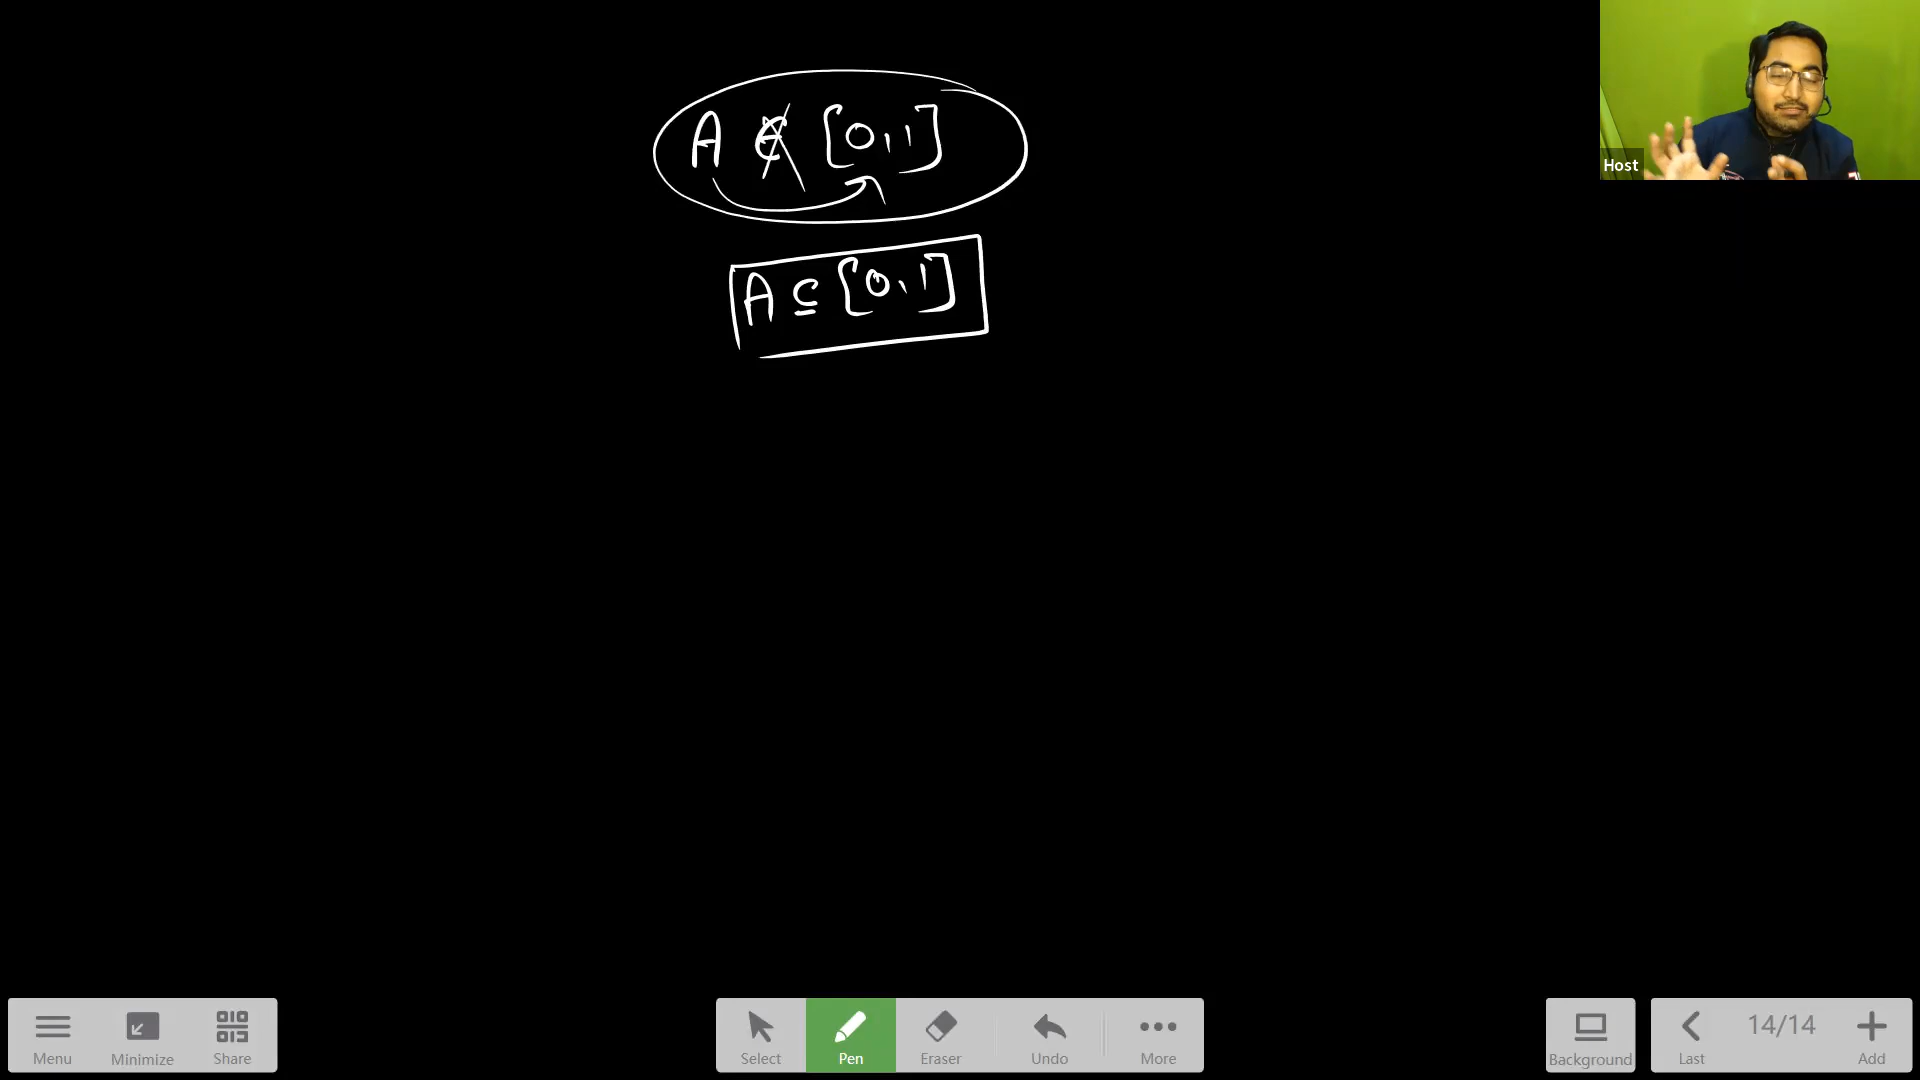 A ∉ [0,1]
A ⊆ [0,1]
Host
Menu
Minimize
Share
Select
Pen
Eraser
Undo
More
Background
Last
14/14
Add